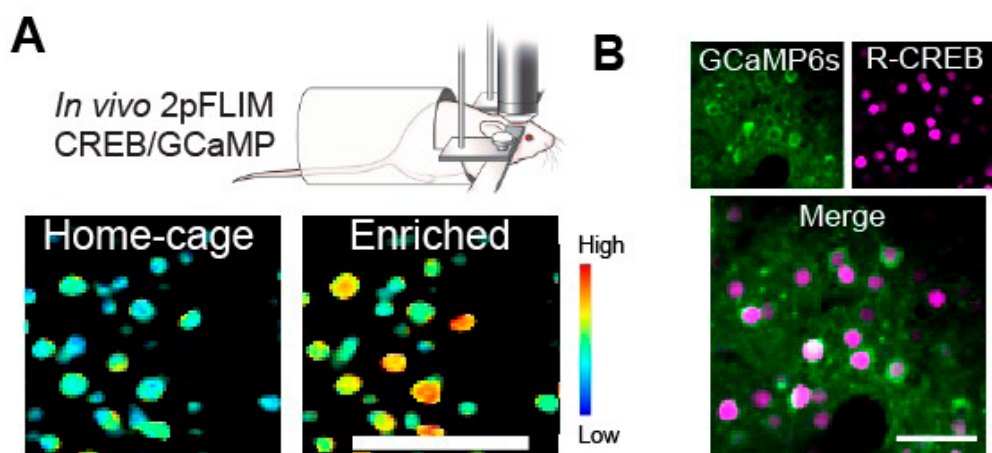 A
In vivo 2pFLIM
CREB/GCaMP
Home-cage
Enriched
High
Low
B
GCaMP6s
R-CREB
Merge